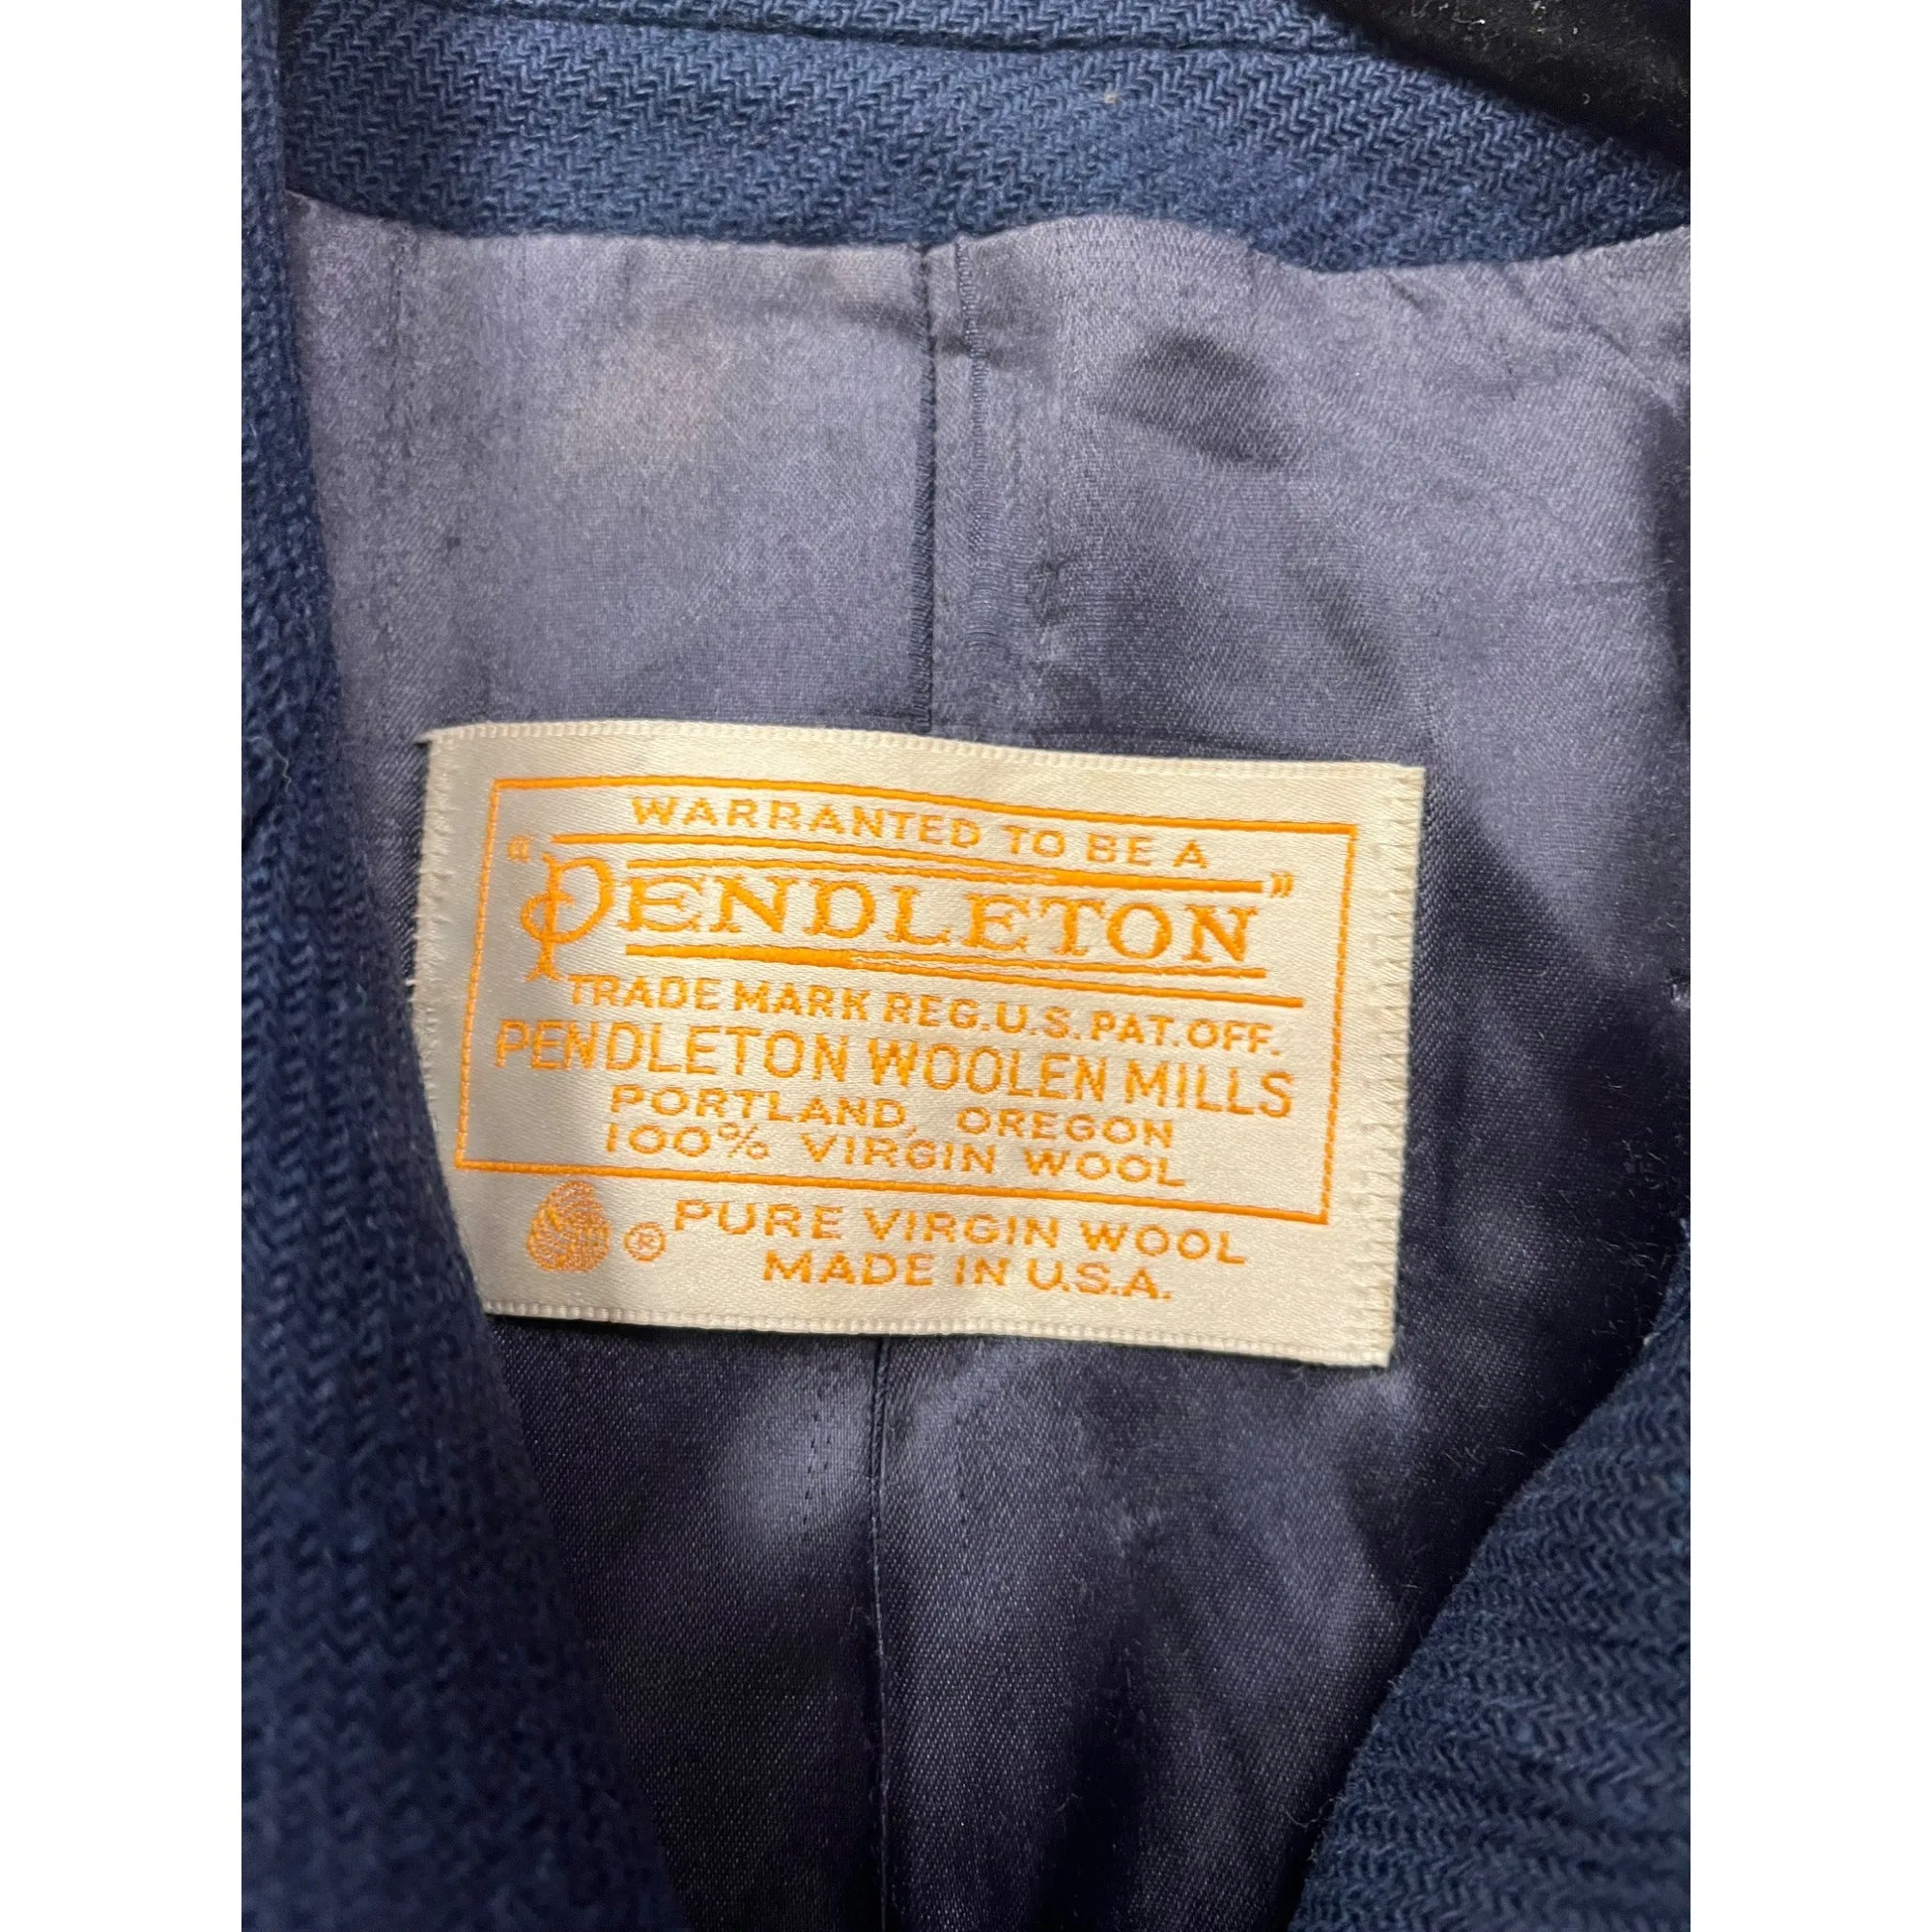 WARRANTED TO BE A
"PENDLETON"
TRADE MARK REG.U.S.PAT.OFF.
PENDLETON WOOLEN MILLS
PORTLAND, OREGON
100% VIRGIN WOOL
® PURE VIRGIN WOOL
MADE IN U.S.A.